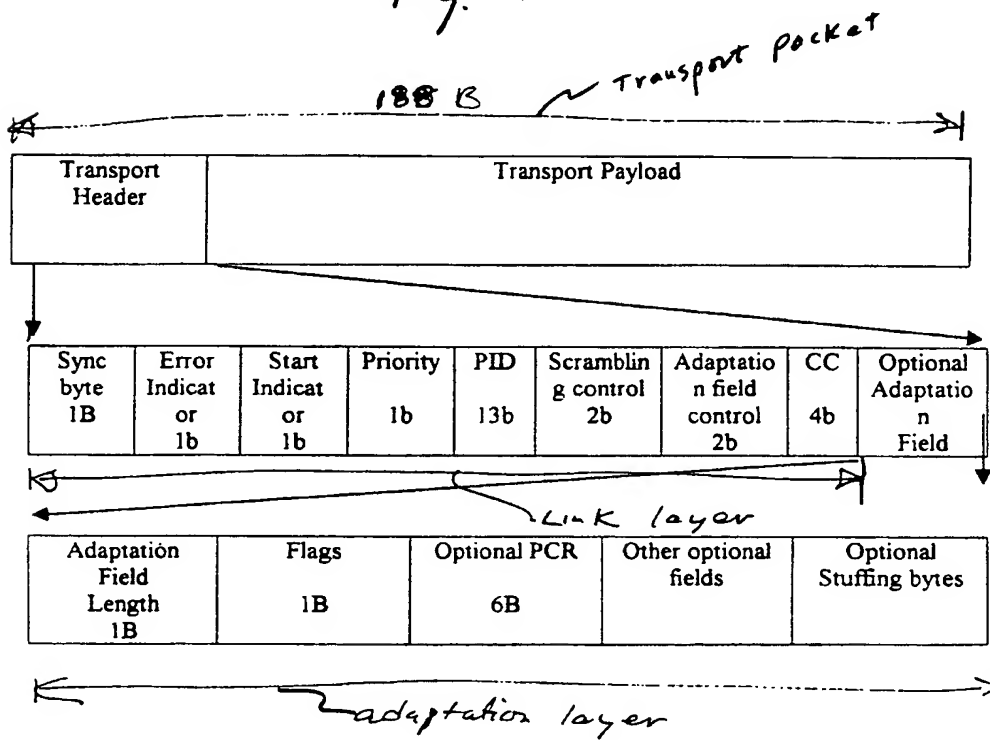 Fig.
Transport packet
188 B
Transport
Header
Transport Payload
Sync
byte
1B
Error
Indicat
or
1b
Start
Indicat
or
1b
Priority
1b
PID
13b
Scramblin
g control
2b
Adaptatio
n field
control
2b
CC
4b
Optional
Adaptatio
n
Field
Link layer
Adaptation
Field
Length
1B
Flags
1B
Optional PCR
6B
Other optional
fields
Optional
Stuffing bytes
adaptation layer